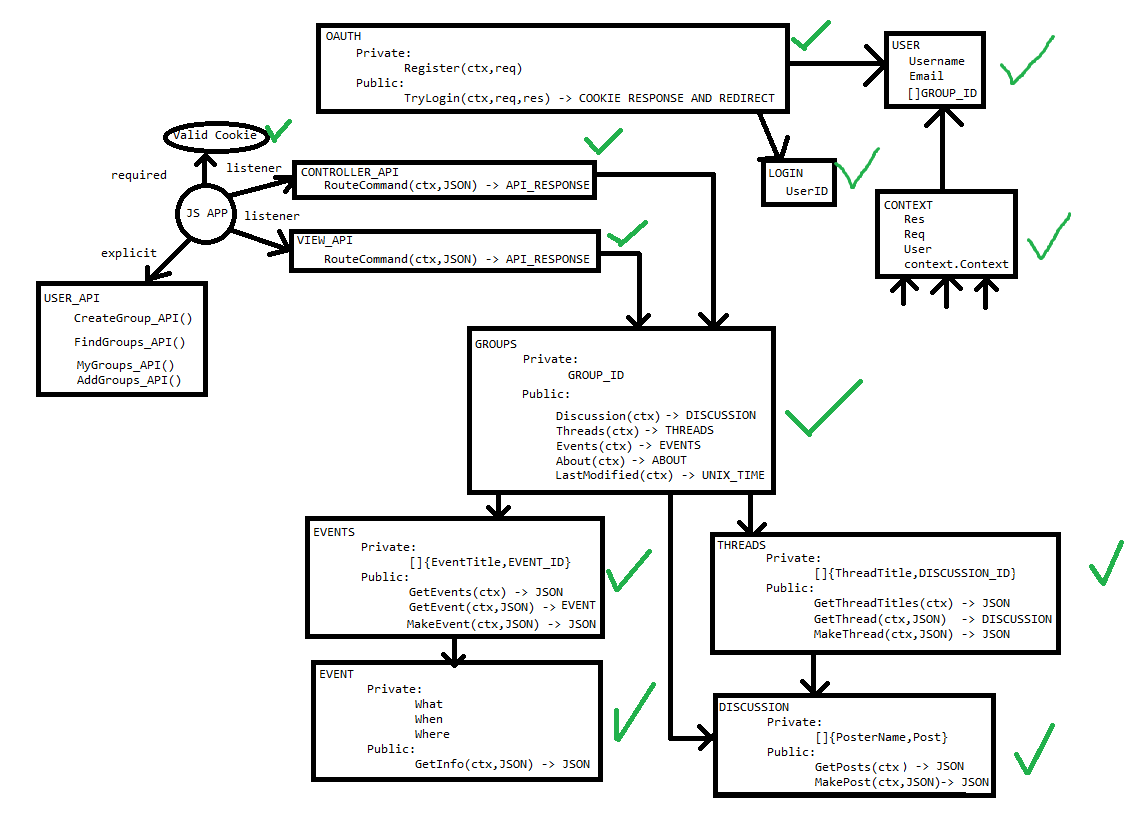 OAUTH
Private:
Register(ctx,req)
Public:
TryLogin(ctx,req,res) -> COOKIE RESPONSE AND REDIRECT
USER
Username
Email
[]GROUP_ID
Valid Cookie
required
listener
CONTROLLER_API
RouteCommand(ctx,JSON) -> API_RESPONSE
LOGIN
UserID
JS APP
listener
VIEW_API
RouteCommand(ctx,JSON) -> API_RESPONSE
CONTEXT
Res
Req
User
context.Context
explicit
USER_API
CreateGroup_API()
FindGroups_API()
MyGroups_API()
AddGroups_API()
GROUPS
Private:
GROUP_ID
Public:
Discussion(ctx) -> DISCUSSION
Threads(ctx) -> THREADS
Events(ctx) -> EVENTS
About(ctx) -> ABOUT
LastModified(ctx) -> UNIX_TIME
EVENTS
Private:
[]{EventTitle,EVENT_ID}
Public:
GetEvents(ctx) -> JSON
GetEvent(ctx,JSON) -> EVENT
MakeEvent(ctx,JSON) -> JSON
THREADS
Private:
[]{ThreadTitle,DISCUSSION_ID}
Public:
GetThreadTitles(ctx) -> JSON
GetThread(ctx,JSON) -> DISCUSSION
MakeThread(ctx,JSON) -> JSON
EVENT
Private:
What
When
Where
Public:
GetInfo(ctx,JSON) -> JSON
DISCUSSION
Private:
[]{PosterName,Post}
Public:
GetPosts(ctx) -> JSON
MakePost(ctx,JSON)-> JSON